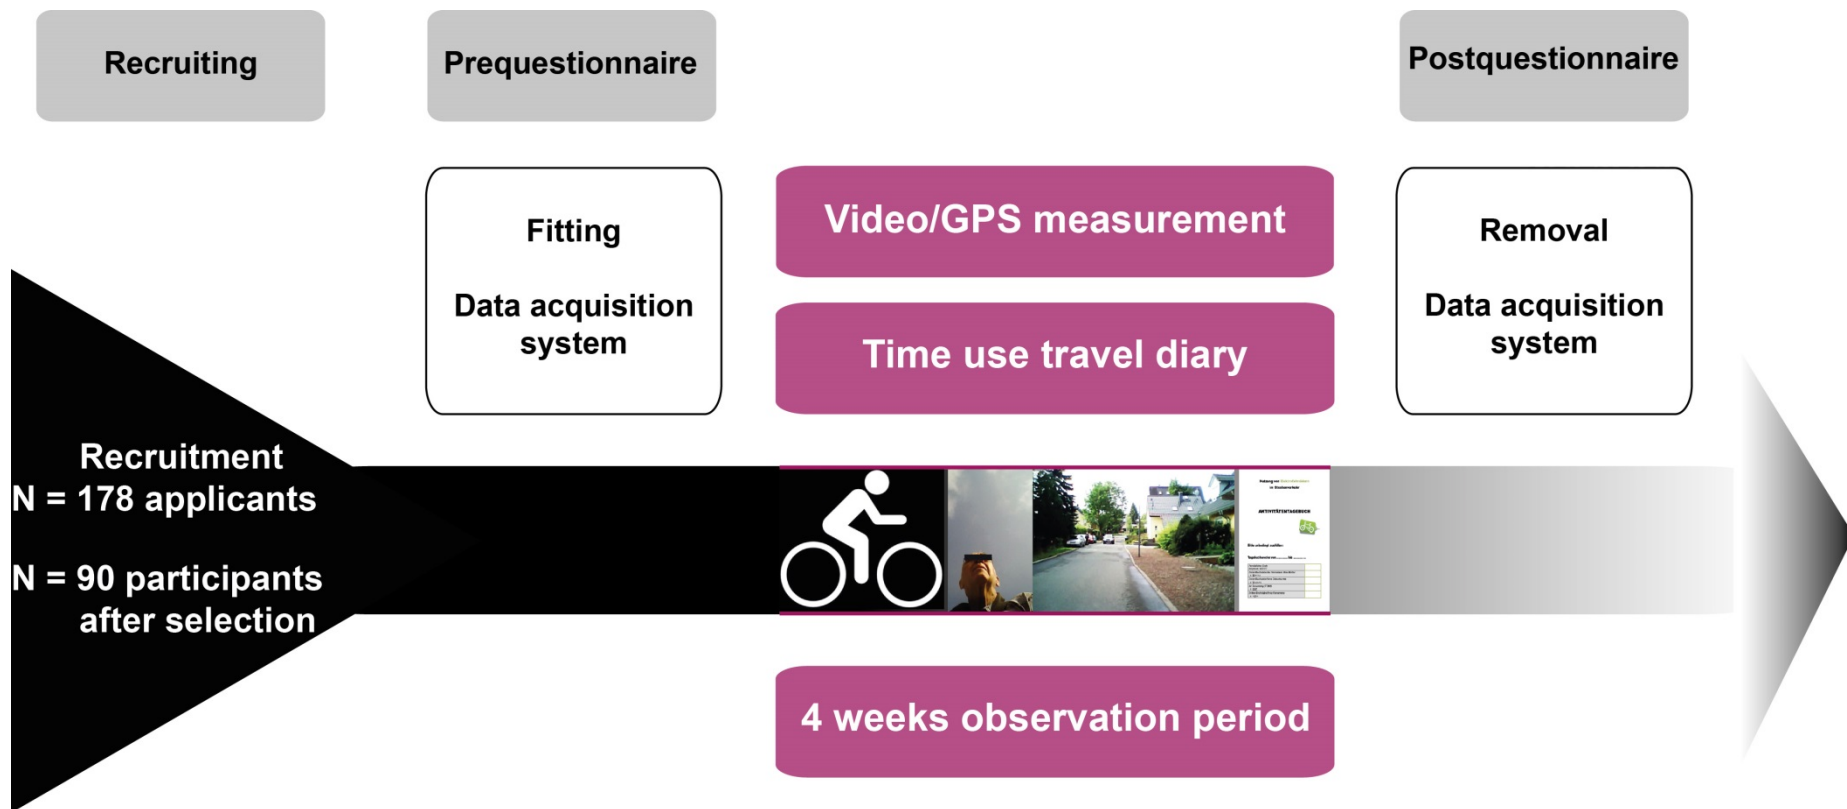 Recruiting
Prequestionnaire
Postquestionnaire
Fitting
Data acquisition
system
Video/GPS measurement
Time use travel diary
Removal
Data acquisition
system
Recruitment
N = 178 applicants
N = 90 participants
after selection
AKTIVITÄTENTAGEBUCH
4 weeks observation period